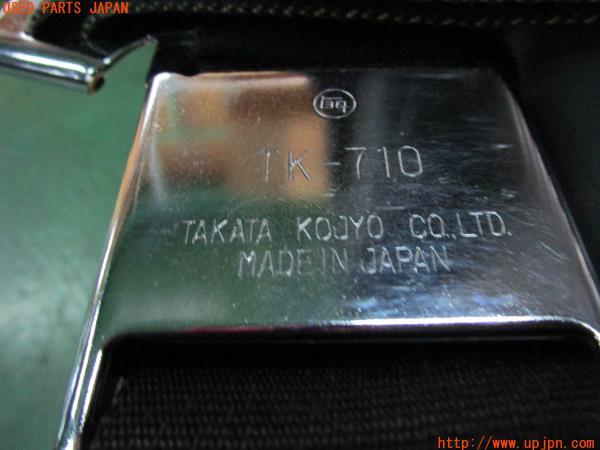 USED PARTS JAPAN
TK-710
TAKATA KOJYO CO.,LTD.
MADE IN JAPAN
http://www.upjpn.com/